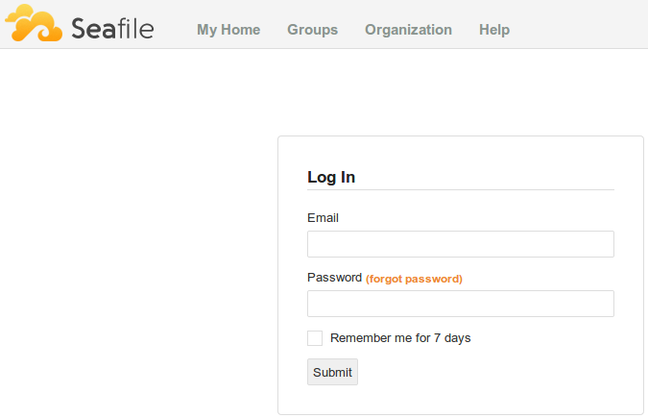 Seafile My Home Groups Organization Help
Log In
Email
Password (forgot password)
Remember me for 7 days
Submit